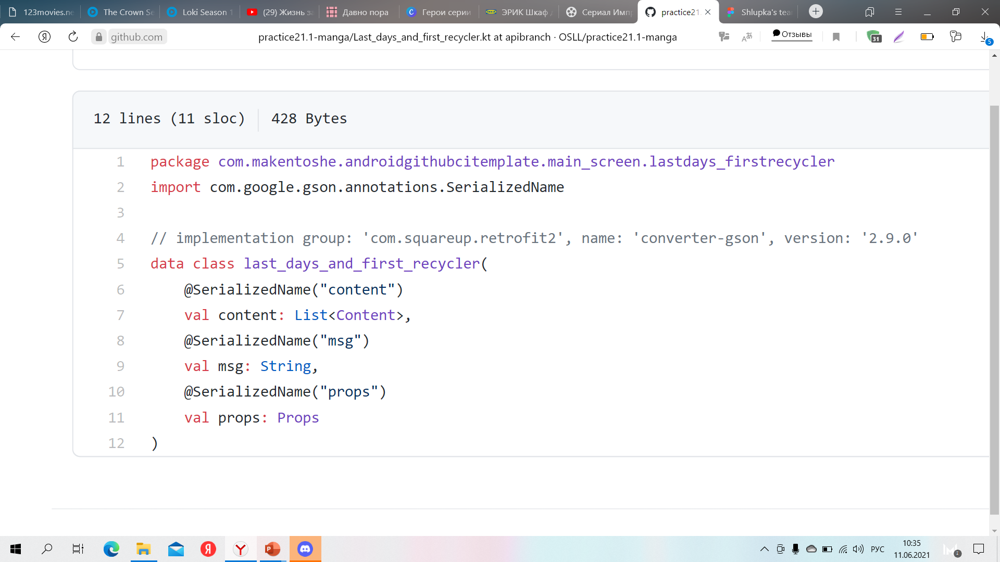 123movies.ne
The Crown Se
Loki Season 1
(29) Жизнь за
Давно пора
Герои серии
ЭРИК Шкаф д
Сериал Импр
practice21.
Shlupka's tea
github.com
practice21.1-manga/Last_days_and_first_recycler.kt at apibranch · OSLL/practice21.1-manga
Отзывы
31
5
12 lines (11 sloc)
428 Bytes
1 package com.makentoshe.androidgithubcitemplate.main_screen.lastdays_firstrecycler
2 import com.google.gson.annotations.SerializedName
3
4 // implementation group: 'com.squareup.retrofit2', name: 'converter-gson', version: '2.9.0'
5 data class last_days_and_first_recycler(
6 @SerializedName("content")
7 val content: List<Content>,
8 @SerializedName("msg")
9 val msg: String,
10 @SerializedName("props")
11 val props: Props
12 )
РУС
10:35
11.06.2021
3